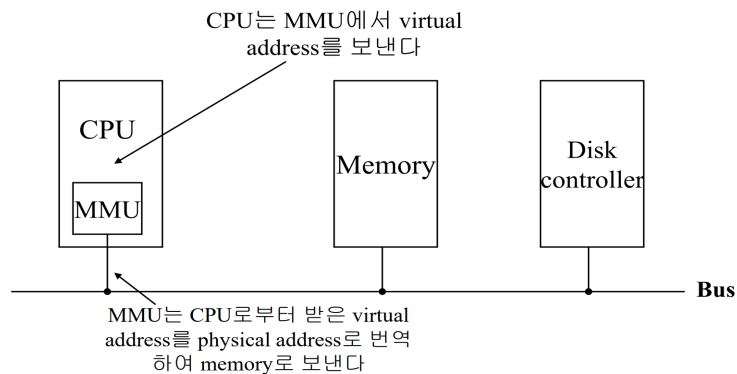 CPU는 MMU에서 virtual
address를 보낸다
CPU
MMU
Memory
Disk
controller
Bus
MMU는 CPU로부터 받은 virtual
address를 physical address로 번역
하여 memory로 보낸다